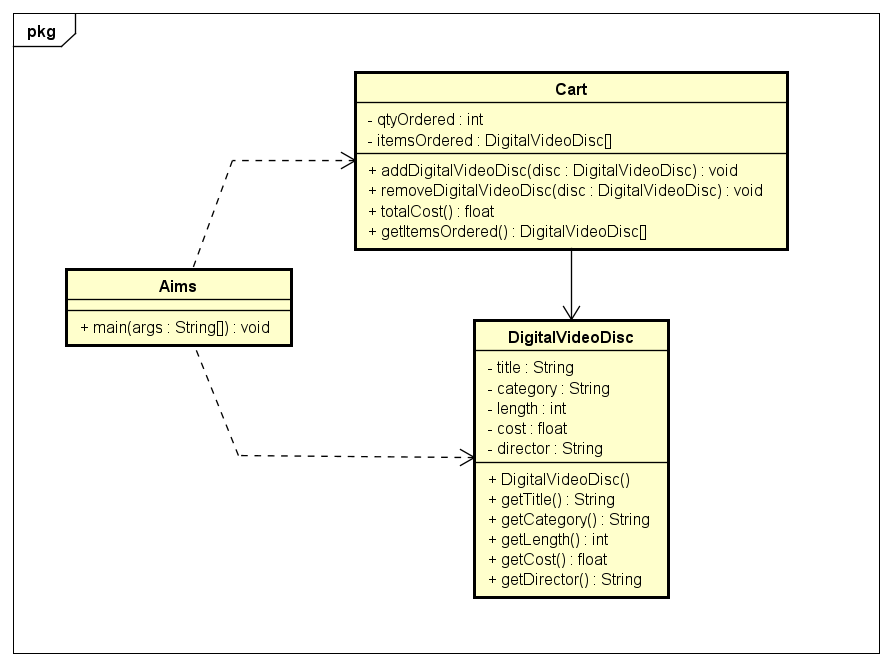 pkg
Cart
- qtyOrdered : int
- itemsOrdered : DigitalVideoDisc[]
+ addDigitalVideoDisc(disc : DigitalVideoDisc) : void
+ removeDigitalVideoDisc(disc : DigitalVideoDisc) : void
+ totalCost() : float
+ getItemsOrdered() : DigitalVideoDisc[]
Aims
+ main(args : String[]) : void
DigitalVideoDisc
- title : String
- category : String
- length : int
- cost : float
- director : String
+ DigitalVideoDisc()
+ getTitle() : String
+ getCategory() : String
+ getLength() : int
+ getCost() : float
+ getDirector() : String